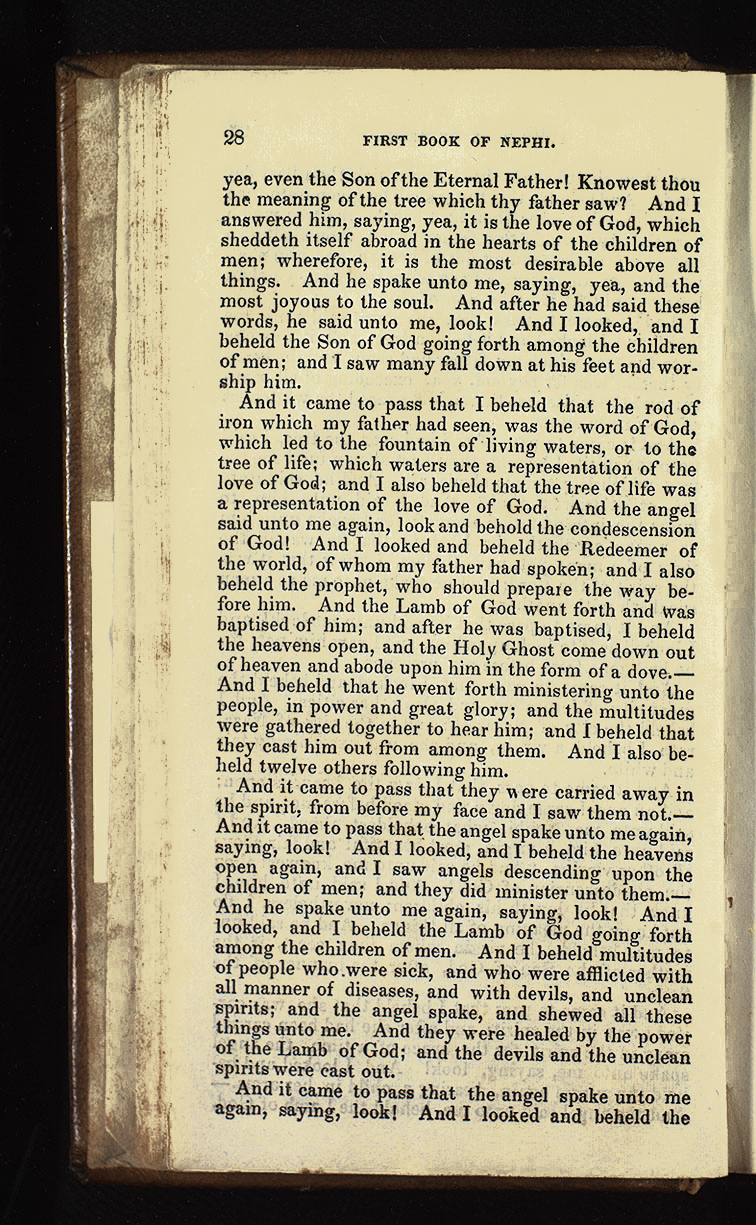 28 FIRST BOOK OF NEPHI.
yea, even the Son of the Eternal Father! Knowest thou
the meaning of the tree which thy father saw? And I
answered him, saying, yea, it is the love of God, which
sheddeth itself abroad in the hearts of the children of
men; wherefore, it is the most desirable above all
things. And he spake unto me, saying, yea, and the
most joyous to the soul. And after he had said these
words, he said unto me, look! And I looked, and I
beheld the Son of God going forth among the children
of men; and I saw many fall down at his feet and wor-
ship him.
And it came to pass that I beheld that the rod of
iron which my father had seen, was the word of God,
which led to the fountain of living waters, or to the
tree of life; which waters are a representation of the
love of God; and I also beheld that the tree of life was
a representation of the love of God. And the angel
said unto me again, look and behold the condescension
of God! And I looked and beheld the Redeemer of
the world, of whom my father had spoken; and I also
beheld the prophet, who should prepare the way be-
fore him. And the Lamb of God went forth and was
baptised of him; and after he was baptised, I beheld
the heavens open, and the Holy Ghost come down out
of heaven and abode upon him in the form of a dove.—
And I beheld that he went forth ministering unto the
people, in power and great glory; and the multitudes
were gathered together to hear him; and I beheld that
they cast him out from among them. And I also be-
held twelve others following him.
And it came to pass that they were carried away in
the spirit, from before my face and I saw them not.—
And it came to pass that the angel spake unto me again,
saying, look! And I looked, and I beheld the heavens
open again, and I saw angels descending upon the
children of men; and they did minister unto them.—
And he spake unto me again, saying, look! And I
looked, and I beheld the Lamb of God going forth
among the children of men. And I beheld multitudes
of people who were sick, and who were afflicted with
all manner of diseases, and with devils, and unclean
spirits; and the angel spake, and shewed all these
things unto me. And they were healed by the power
of the Lamb of God; and the devils and the unclean
spirits were cast out.
And it came to pass that the angel spake unto me
again, saying, look! And I looked and beheld the